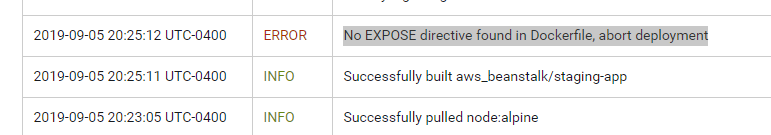 2019-09-05 20:25:12 UTC-0400 ERROR No EXPOSE directive found in Dockerfile, abort deployment
2019-09-05 20:25:11 UTC-0400 INFO Successfully built aws_beanstalk/staging-app
2019-09-05 20:23:05 UTC-0400 INFO Successfully pulled node:alpine